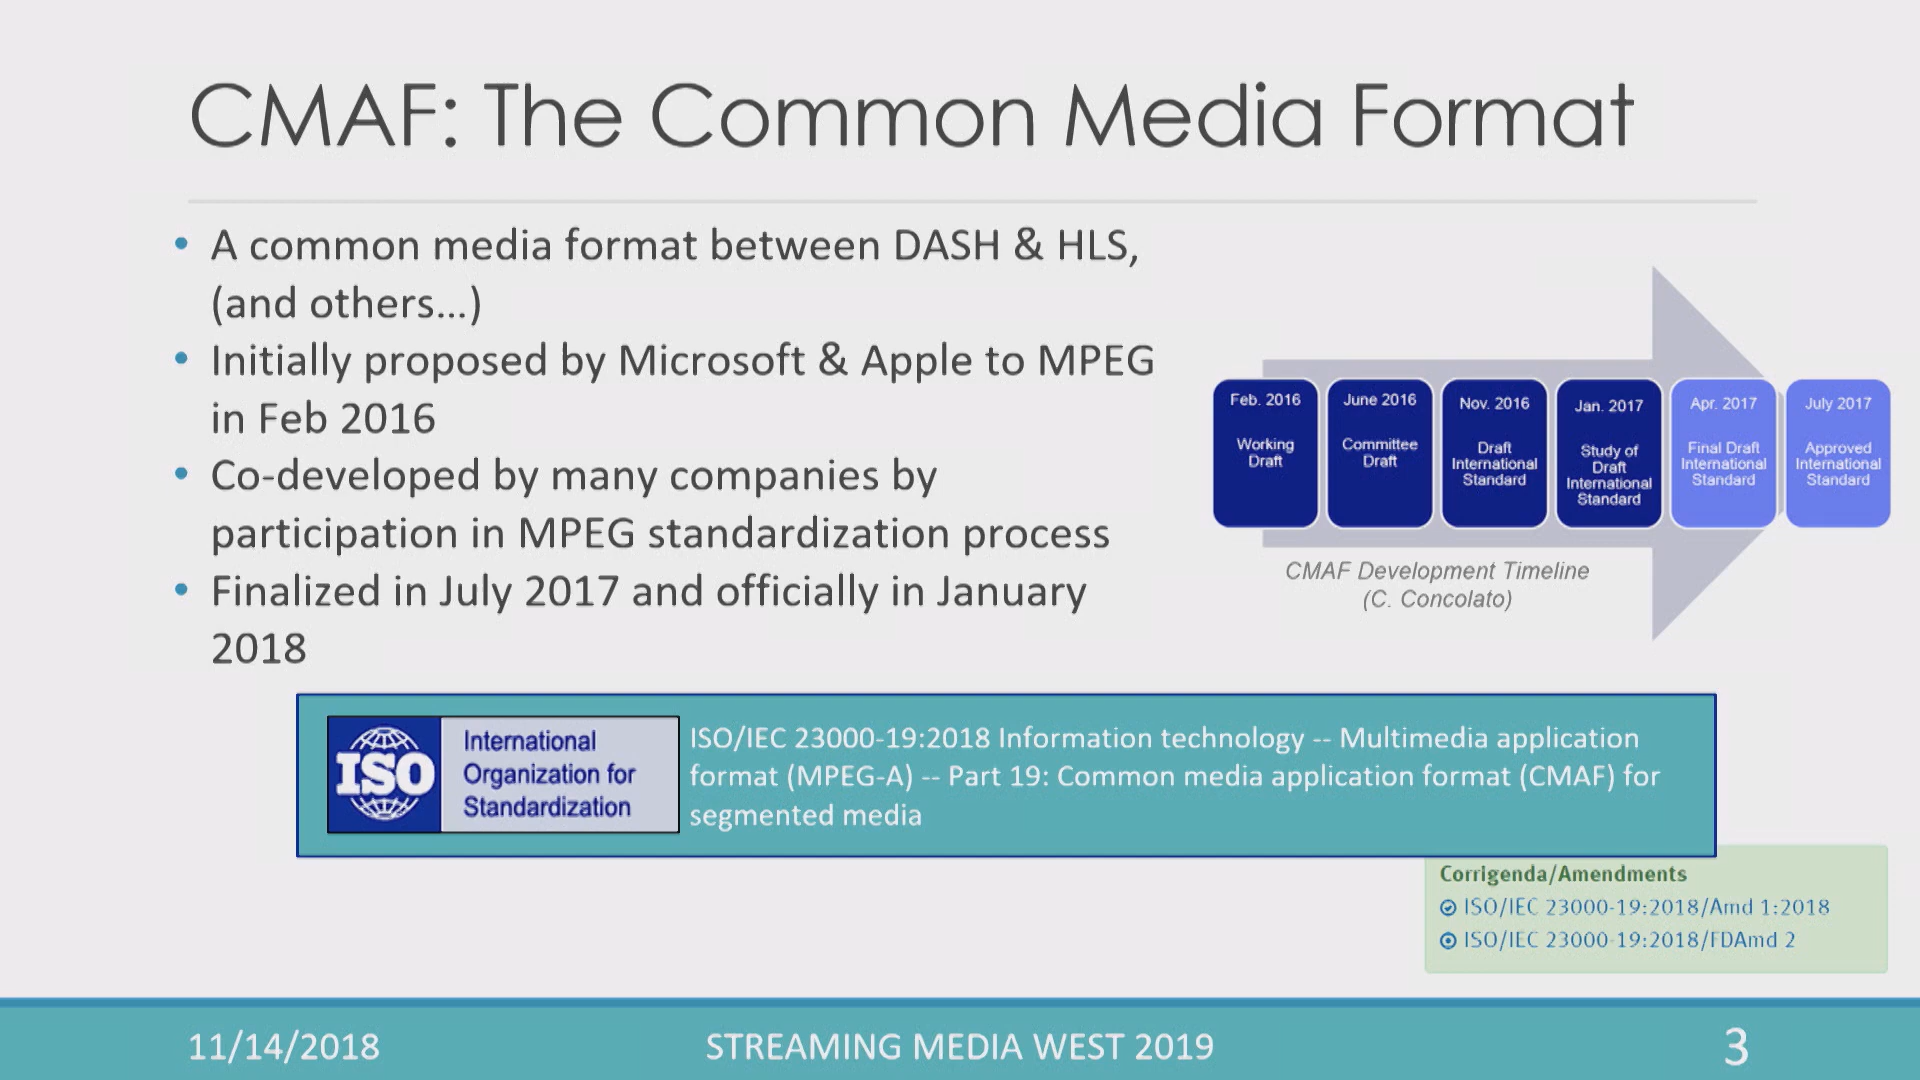 CMAF: The Common Media Format
• A common media format between DASH & HLS,
(and others...)
• Initially proposed by Microsoft & Apple to MPEG
in Feb 2016
• Co-developed by many companies by
participation in MPEG standardization process
• Finalized in July 2017 and officially in January
2018
Feb. 2016
Working
Draft
June 2016
Committee
Draft
Nov. 2016
Draft
International
Standard
Jan. 2017
Study of
Draft
International
Standard
Apr. 2017
Final Draft
International
Standard
July 2017
Approved
International
Standard
CMAF Development Timeline
(C. Concolato)
ISO
International
Organization for
Standardization
ISO/IEC 23000-19:2018 Information technology -- Multimedia application
format (MPEG-A) -- Part 19: Common media application format (CMAF) for
segmented media
Corrigenda/Amendments
ISO/IEC 23000-19:2018/Amd 1:2018
ISO/IEC 23000-19:2018/FDAmd 2
11/14/2018
STREAMING MEDIA WEST 2019
3